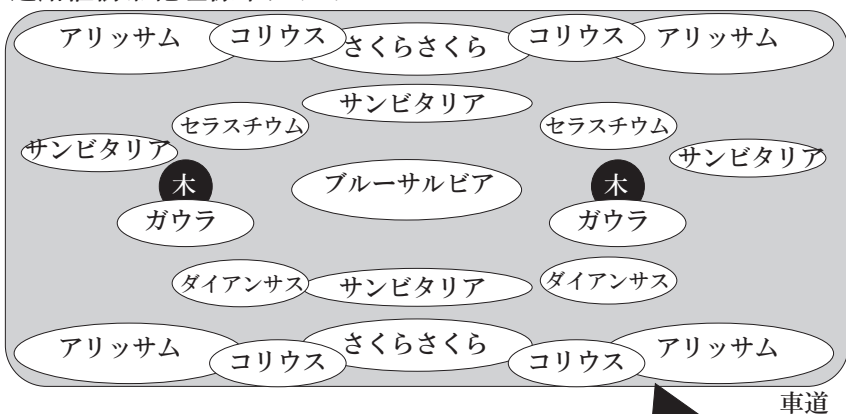 アリッサム コリウス さくらさくら コリウス アリッサム
サンビタリア
セラスチウム セラスチウム
サンビタリア サンビタリア
木 ブルーサルビア 木
ガウラ ガウラ
ダイアンサス サンビタリア ダイアンサス
アリッサム コリウス さくらさくら コリウス アリッサム
車道